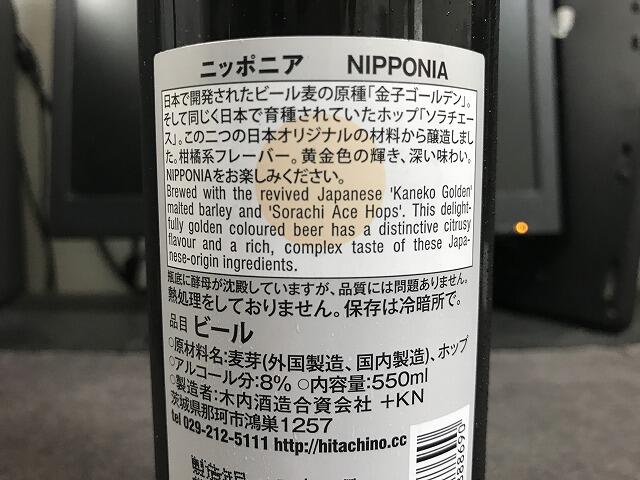 ニッポニア NIPPONIA
日本で開発されたビール麦の原種「金子ゴールデン」。
そして同じく日本で育種されていたホップ「ソラチエー
ス」。この二つの日本オリジナルの材料から醸造しまし
た。柑橘系フレーバー。黄金色の輝き、深い味わい。
NIPPONIAをお楽しみください。
Brewed with the revived Japanese 'Kaneko Golden'
malted barley and 'Sorachi Ace Hops'. This delight-
fully golden coloured beer has a distinctive citrusy
flavour and a rich, complex taste of these Japa-
nese-origin ingredients.
瓶底に酵母が沈殿していますが、品質には問題ありません。
熱処理をしておりません。保存は冷暗所で。
品目 ビール
○原材料名:麦芽(外国製造、国内製造)、ホップ
○アルコール分:8% ○内容量:550ml
○製造者:木内酒造合資会社 +KN
茨城県那珂市鴻巣1257
tel 029-212-5111 http://hitachino.cc